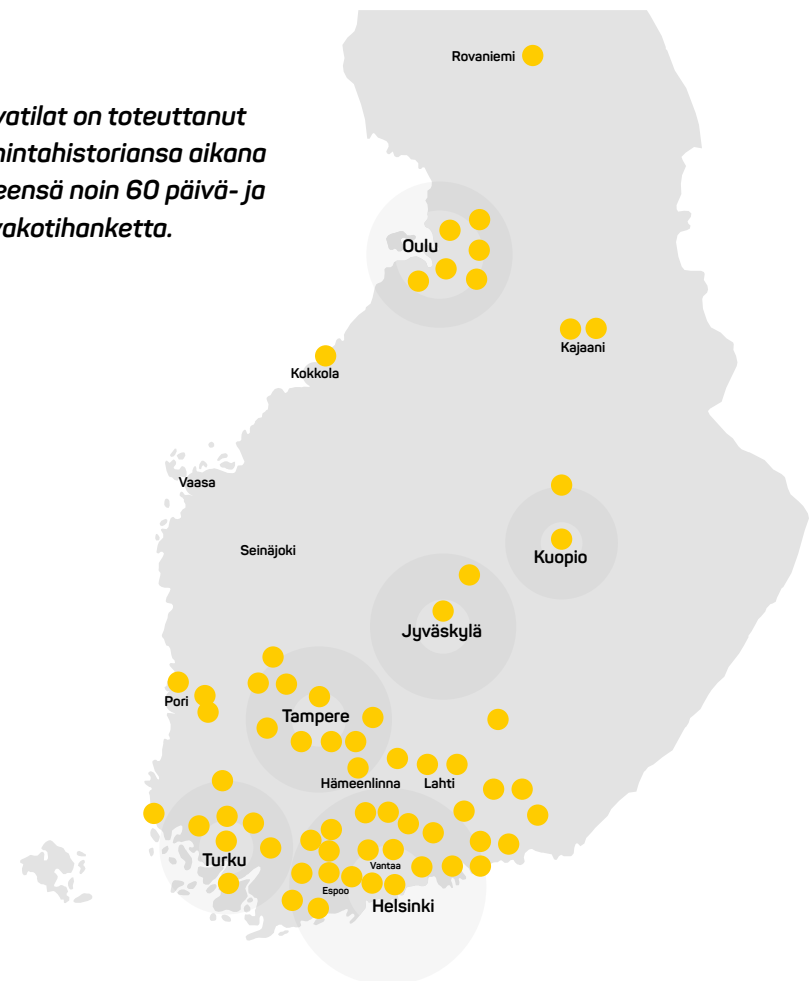 Rovaniemi
vatilat on toteuttanut
mintahistoriansa aikana
eensä noin 60 päivä- ja
vakotihanketta.
Oulu
Kajaani
Kokkola
Vaasa
Seinäjoki
Kuopio
Jyväskylä
Pori
Tampere
Hämeenlinna
Lahti
Turku
Vantaa
Espoo
Helsinki